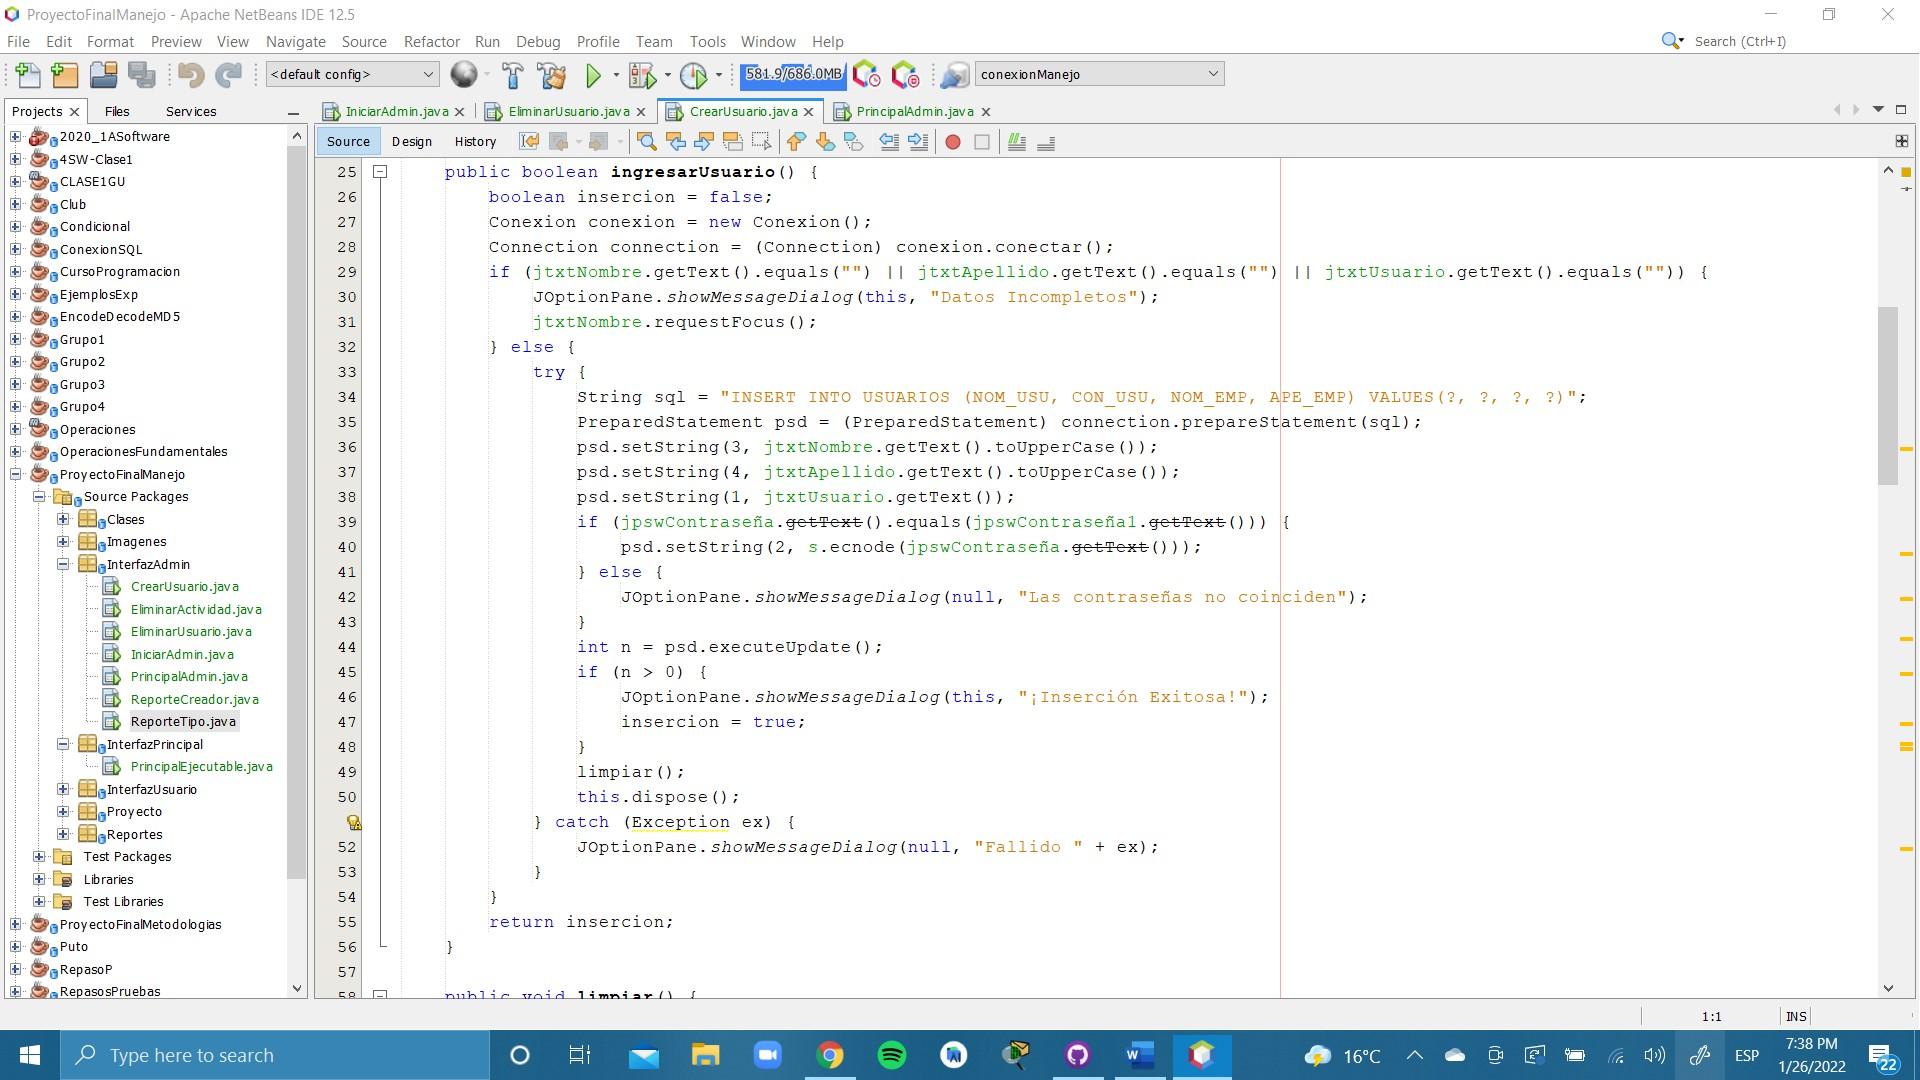 ProyectoFinalManejo - Apache NetBeans IDE 12.5
File Edit Format Preview View Navigate Source Refactor Run Debug Profile Team Tools Window Help
Search (Ctrl+I)
<default config>
581.9/686.0MB
conexionManejo
Projects Files Services
IniciarAdmin.java EliminarUsuario.java CrearUsuario.java PrincipalAdmin.java
Source Design History
2020_1ASoftware
4SW-Clase1
CLASE1GU
Club
Condicional
ConexionSQL
CursoProgramacion
EjemplosExp
EncodeDecodeMD5
Grupo1
Grupo2
Grupo3
Grupo4
Operaciones
OperacionesFundamentales
ProyectoFinalManejo
Source Packages
Clases
Imagenes
InterfazAdmin
CrearUsuario.java
EliminarActividad.java
EliminarUsuario.java
IniciarAdmin.java
PrincipalAdmin.java
ReporteCreador.java
ReporteTipo.java
InterfazPrincipal
PrincipalEjecutable.java
InterfazUsuario
Proyecto
Reportes
Test Packages
Libraries
Test Libraries
ProyectoFinalMetodologias
Puto
RepasoP
RepasosPruebas
25 public boolean ingresarUsuario() {
26 boolean insercion = false;
27 Conexion conexion = new Conexion();
28 Connection connection = (Connection) conexion.conectar();
29 if (jtxtNombre.getText().equals("") || jtxtApellido.getText().equals("") || jtxtUsuario.getText().equals("")) {
30 JOptionPane.showMessageDialog(this, "Datos Incompletos");
31 jtxtNombre.requestFocus();
32 } else {
33 try {
34 String sql = "INSERT INTO USUARIOS (NOM_USU, CON_USU, NOM_EMP, APE_EMP) VALUES(?, ?, ?, ?)";
35 PreparedStatement psd = (PreparedStatement) connection.prepareStatement(sql);
36 psd.setString(3, jtxtNombre.getText().toUpperCase());
37 psd.setString(4, jtxtApellido.getText().toUpperCase());
38 psd.setString(1, jtxtUsuario.getText());
39 if (jpswContraseña.getText().equals(jpswContraseña1.getText())) {
40 psd.setString(2, s.ecnode(jpswContraseña.getText()));
41 } else {
42 JOptionPane.showMessageDialog(null, "Las contraseñas no coinciden");
43 }
44 int n = psd.executeUpdate();
45 if (n > 0) {
46 JOptionPane.showMessageDialog(this, "¡Inserción Exitosa!");
47 insercion = true;
48 }
49 limpiar();
50 this.dispose();
} catch (Exception ex) {
52 JOptionPane.showMessageDialog(null, "Fallido " + ex);
53 }
54 }
55 return insercion;
56 }
57
58 public void limpiar() {
1:1 INS
Type here to search
16°C
ESP
7:38 PM
1/26/2022
22